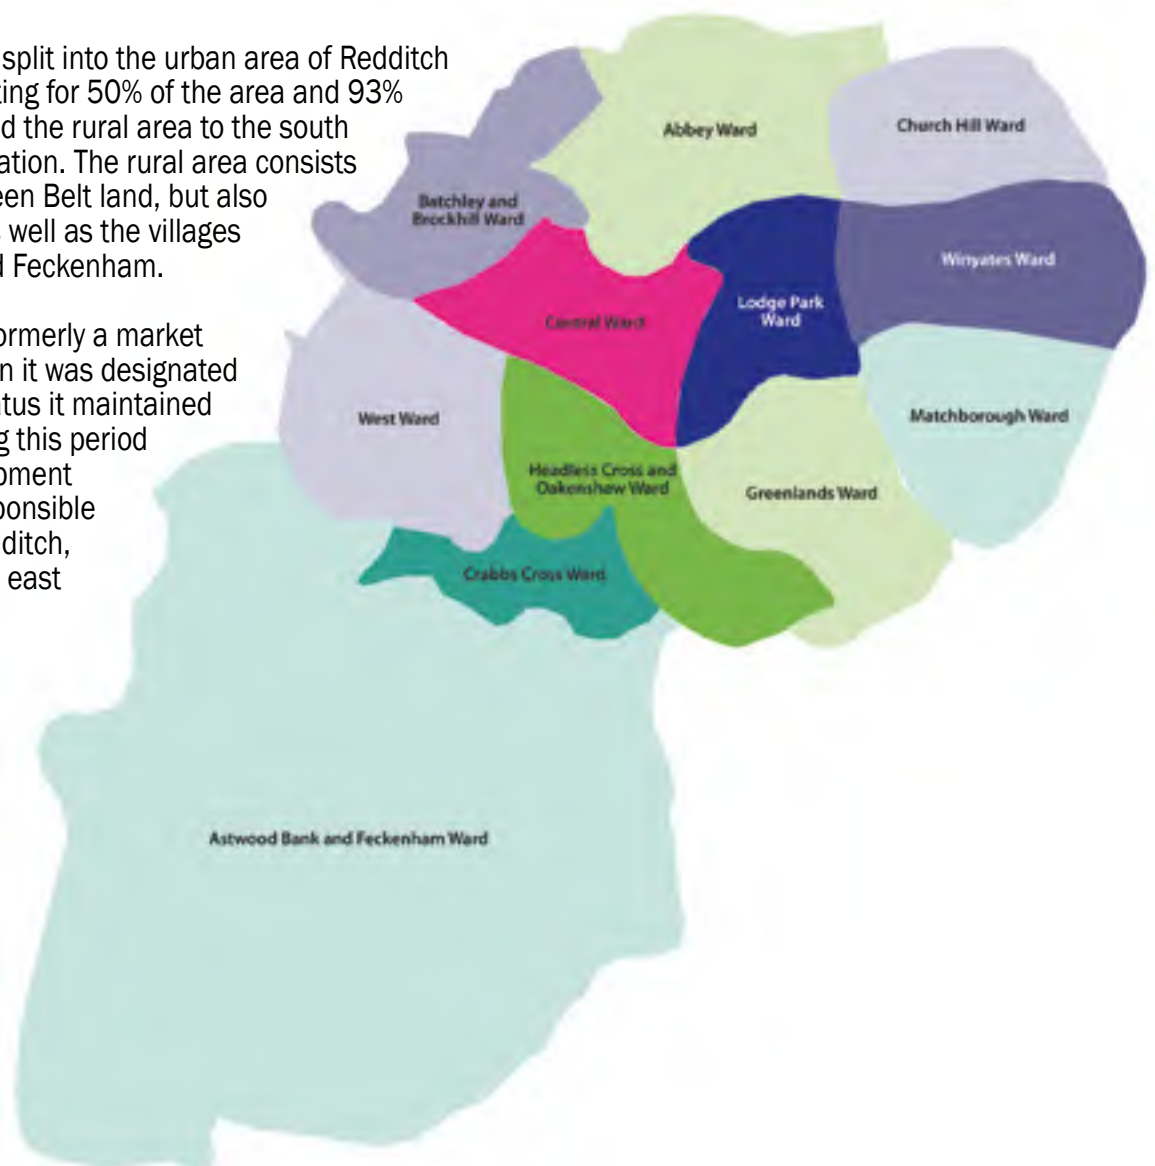 split into the urban area of Redditch
ting for 50% of the area and 93%
d the rural area to the south
ation. The rural area consists
een Belt land, but also
s well as the villages
d Feckenham.
ormerly a market
n it was designated
atus it maintained
g this period
pment
ponsible
ditch,
east
Abbey Ward
Church Hill Ward
Batchley and
Brockhill Ward
Winyates Ward
Lodge Park
Ward
Central Ward
West Ward
Matchborough Ward
Headless Cross and
Oakenshaw Ward
Greenlands Ward
Crabbs Cross Ward
Astwood Bank and Feckenham Ward